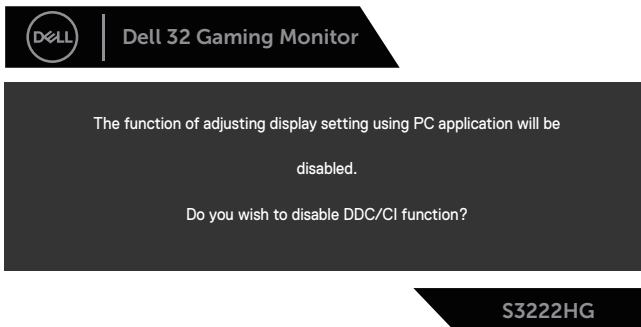 DELL
Dell 32 Gaming Monitor
The function of adjusting display setting using PC application will be
disabled.
Do you wish to disable DDC/CI function?
S3222HG